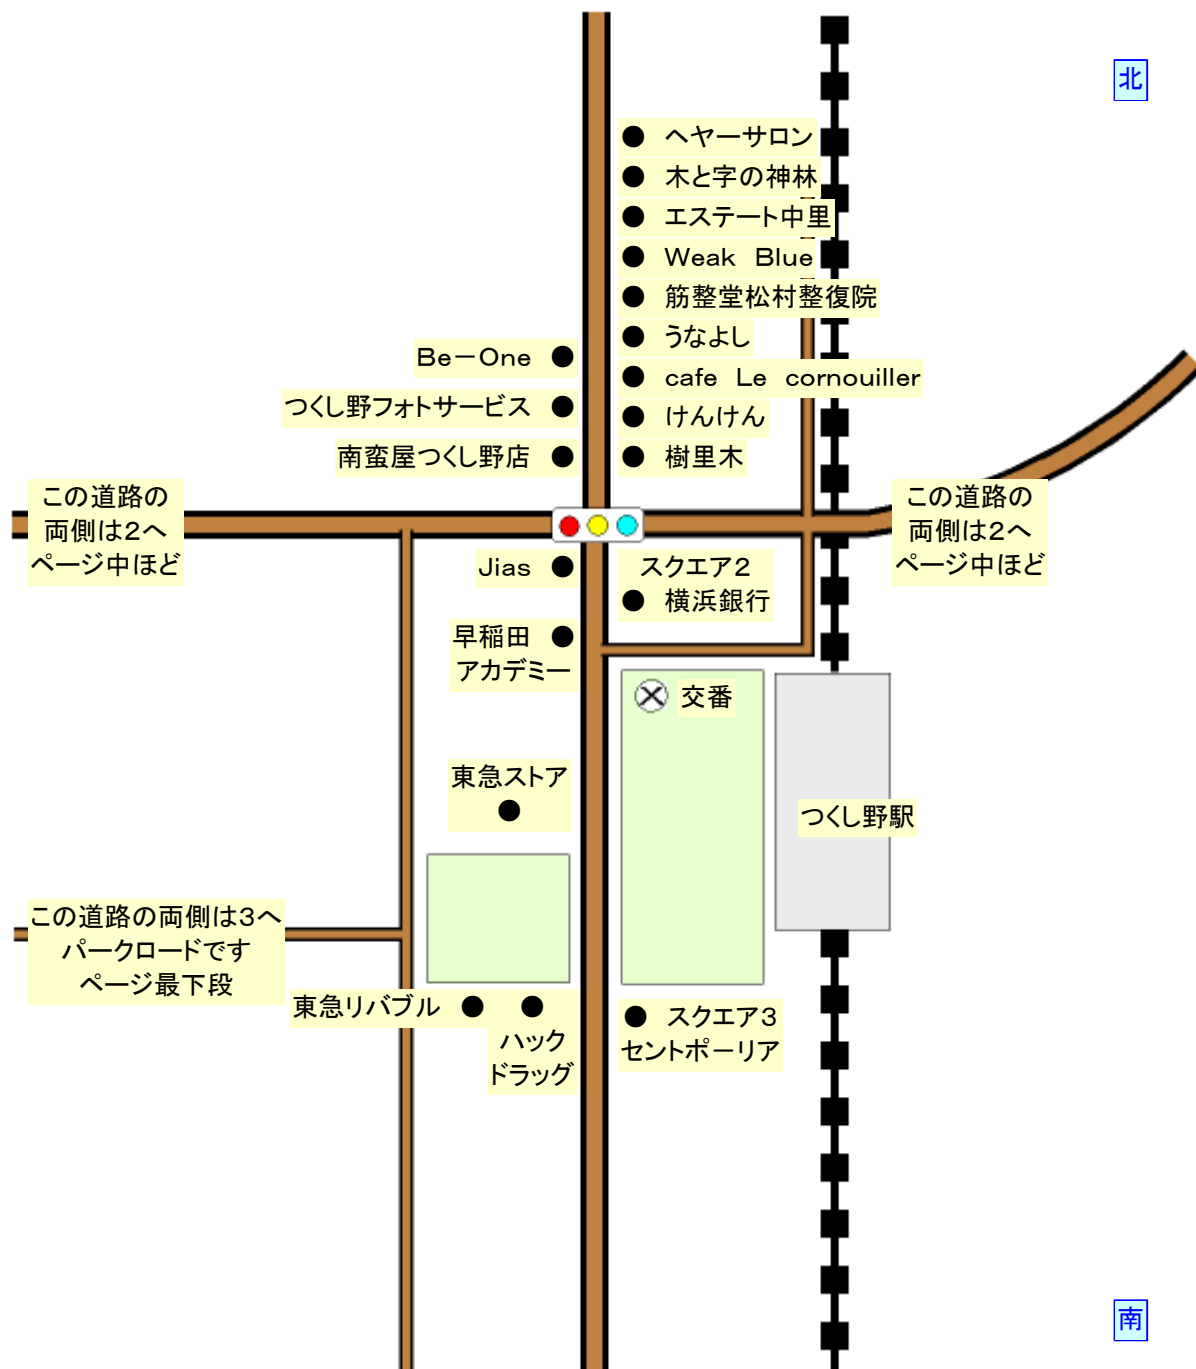 北
ヘヤーサロン
木と字の神林
エステート中里
Weak Blue
筋整堂松村整復院
うなよし
Be－One
cafe Le cornouiller
つくし野フォトサービス
けんけん
南蛮屋つくし野店
樹里木
この道路の
両側は２へ
ページ中ほど
この道路の
両側は２へ
ページ中ほど
Jias
スクエア２
横浜銀行
早稲田
アカデミー
交番
東急ストア
つくし野駅
この道路の両側は３へ
パークロードです
ページ最下段
東急リバブル
ハック
ドラッグ
スクエア３
セントポーリア
南